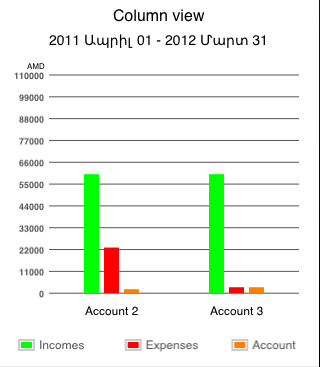 Column view
2011 Ապրիլ 01 - 2012 Մարտ 31
AMD
110000
99000
88000
77000
66000
55000
44000
33000
22000
11000
0
Account 2 Account 3
Incomes Expenses Account